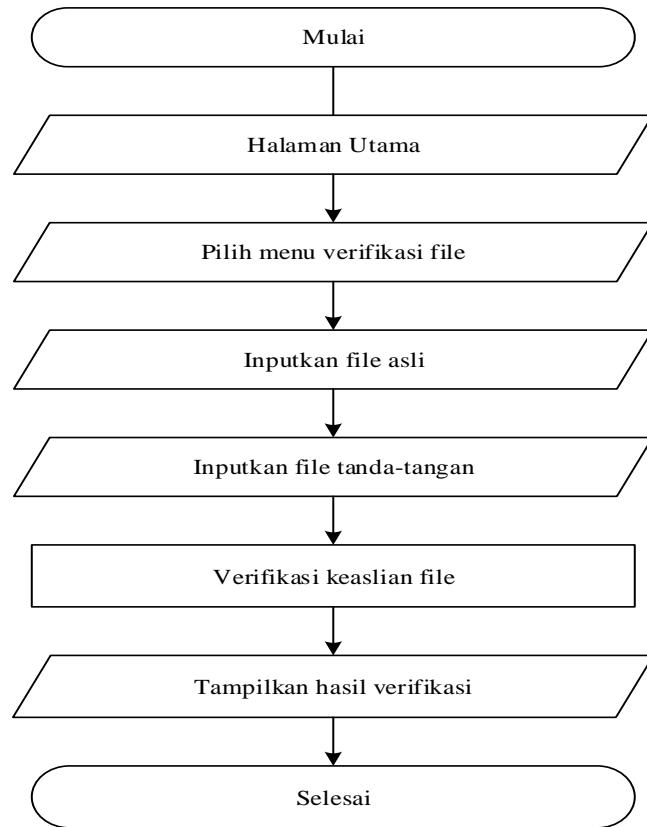 Mulai
Halaman Utama
Pilih menu verifikasi file
Inputkan file asli
Inputkan file tanda-tangan
Verifikasi keaslian file
Tampilkan hasil verifikasi
Selesai